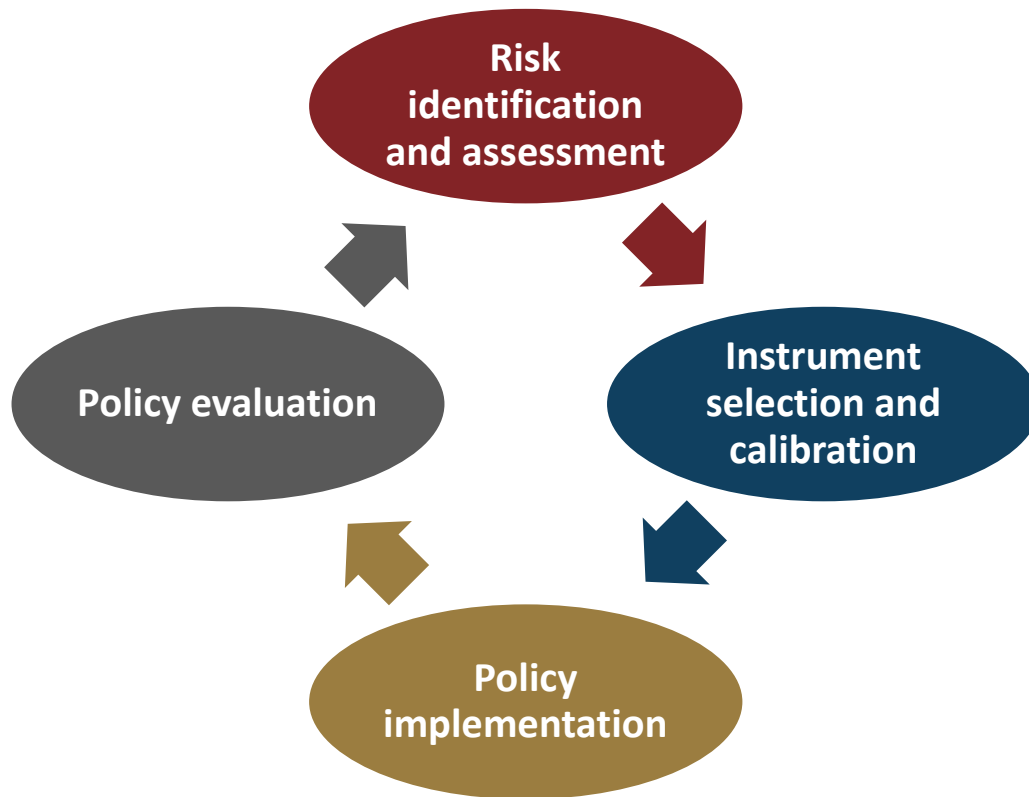 Risk
identification
and assessment
Instrument
selection and
calibration
Policy evaluation
Policy
implementation